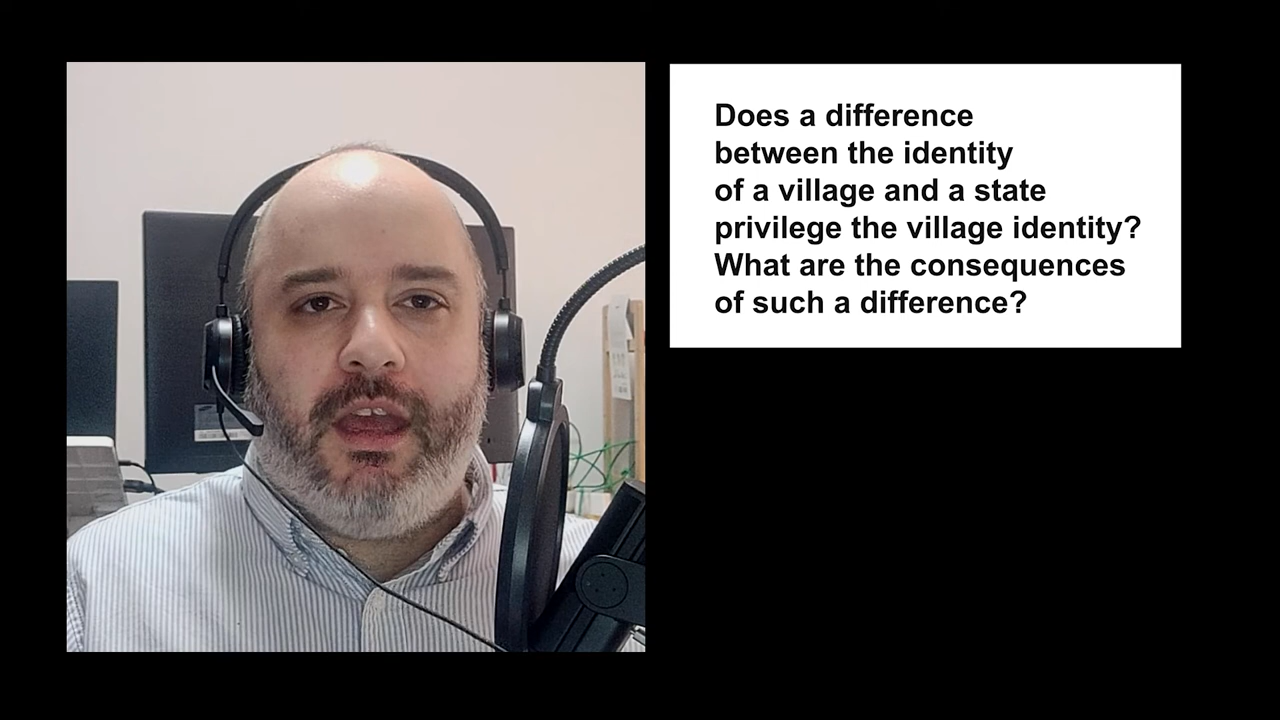 Does a difference
between the identity
of a village and a state
privilege the village identity?
What are the consequences
of such a difference?